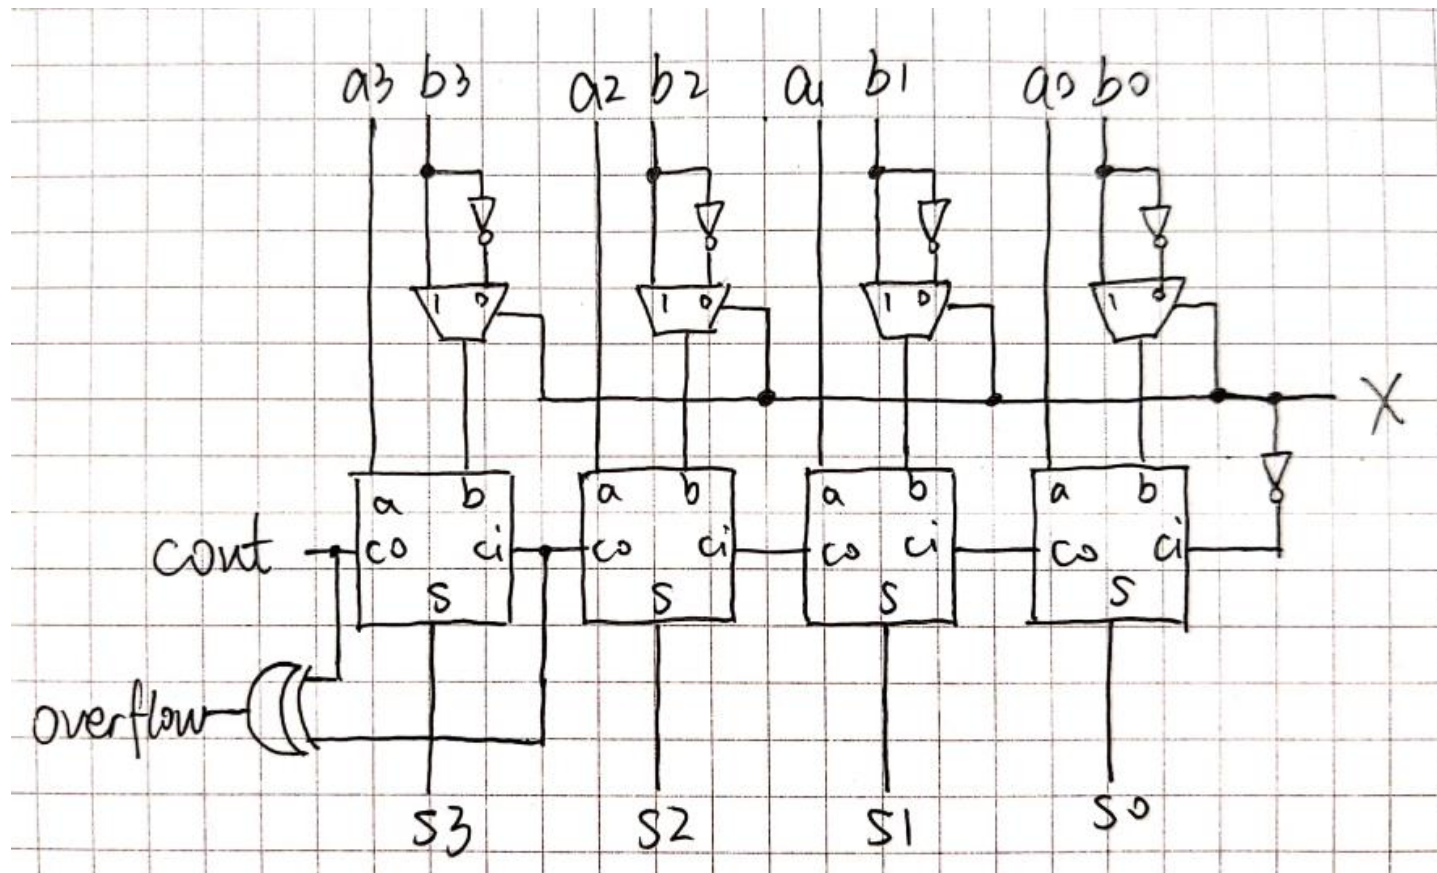 a3 b3 a2 b2 a1 b1 a0 b0
1 0 1 0 1 0 1 0
X
a b a b a b a b
cout co ci co ci co ci co ci
s s s s
overflow
s3 s2 s1 s0